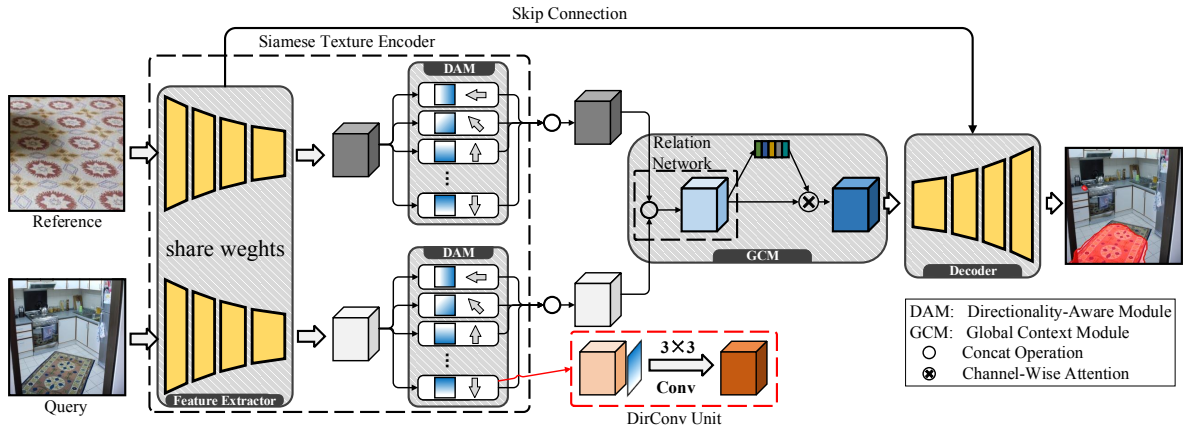 Skip Connection
Siamese Texture Encoder
DAM
Relation
Network
Reference
share weghts
GCM
DAM
Decoder
DAM: Directionality-Aware Module
GCM: Global Context Module
Concat Operation
Channel-Wise Attention
3×3
Conv
Feature Extractor
Query
DirConv Unit